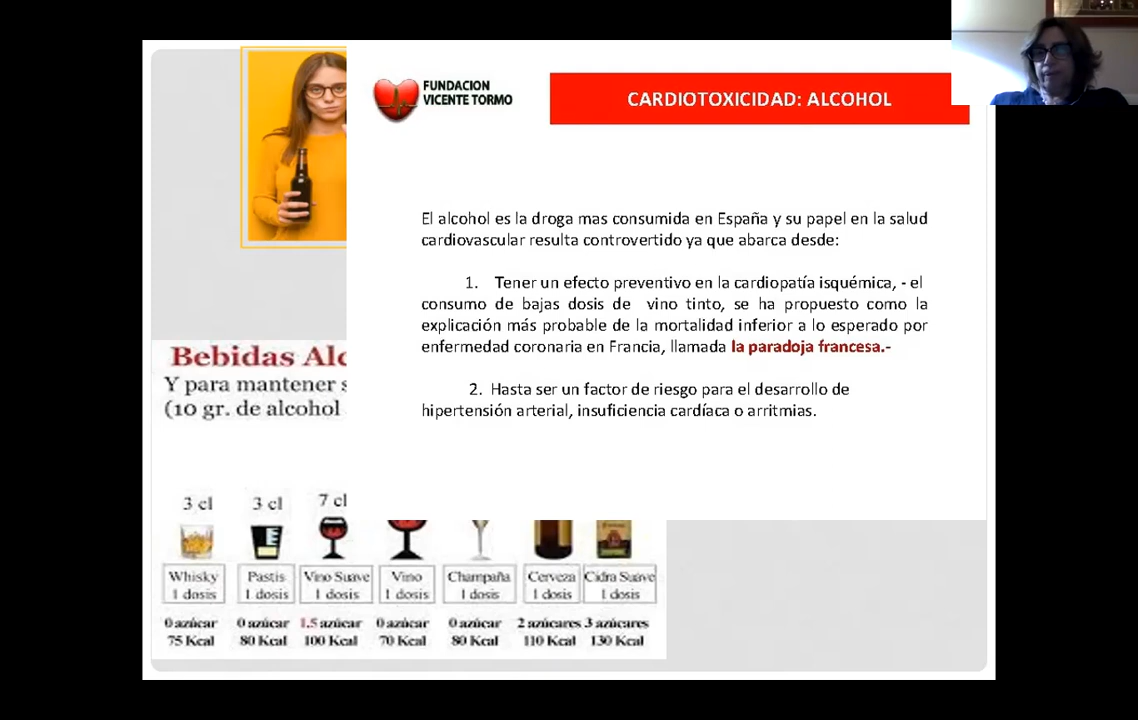 FUNDACION
VICENTE TORMO
CARDIOTOXICIDAD: ALCOHOL
El alcohol es la droga mas consumida en España y su papel en la salud
cardiovascular resulta controvertido ya que abarca desde:
1. Tener un efecto preventivo en la cardiopatía isquémica, - el
consumo de bajas dosis de vino tinto, se ha propuesto como la
explicación más probable de la mortalidad inferior a lo esperado por
enfermedad coronaria en Francia, llamada la paradoja francesa.-
2. Hasta ser un factor de riesgo para el desarrollo de
hipertensión arterial, insuficiencia cardíaca o arritmias.
Bebidas Alc
Y para mantener s
(10 gr. de alcohol
3 cl 3 cl 7 cl
Whisky Pastis Vino Suave Vino Champaña Cerveza Cidra Suave
1 dosis 1 dosis 1 dosis 1 dosis 1 dosis 1 dosis 1 dosis
0 azúcar 0 azúcar 1.5 azúcar 0 azúcar 0 azúcar 2 azúcares 3 azúcares
75 Kcal 80 Kcal 100 Kcal 70 Kcal 80 Kcal 110 Kcal 130 Kcal